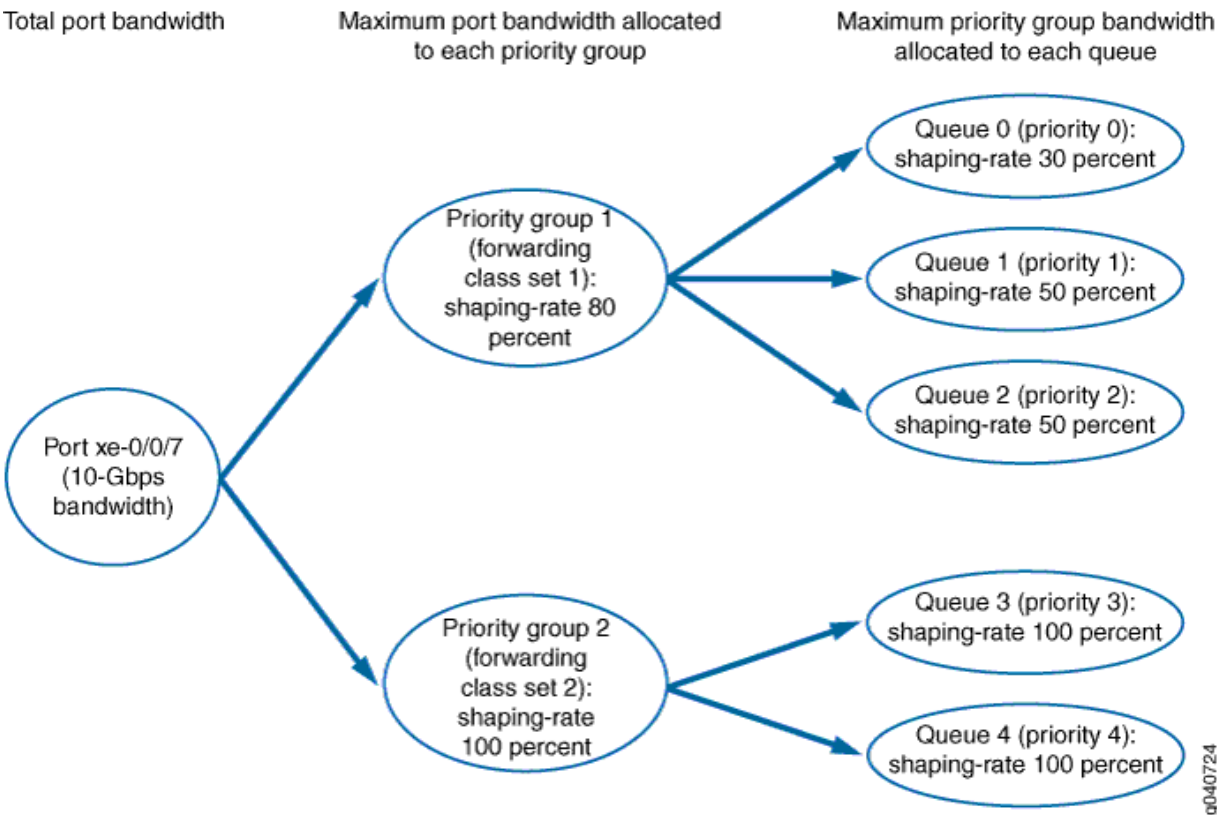 Total port bandwidth
Maximum port bandwidth allocated
to each priority group
Maximum priority group bandwidth
allocated to each queue
Port xe-0/0/7
(10-Gbps
bandwidth)
Priority group 1
(forwarding
class set 1):
shaping-rate 80
percent
Queue 0 (priority 0):
shaping-rate 30 percent
Queue 1 (priority 1):
shaping-rate 50 percent
Queue 2 (priority 2):
shaping-rate 50 percent
Priority group 2
(forwarding
class set 2):
shaping-rate
100 percent
Queue 3 (priority 3):
shaping-rate 100 percent
Queue 4 (priority 4):
shaping-rate 100 percent
g040724